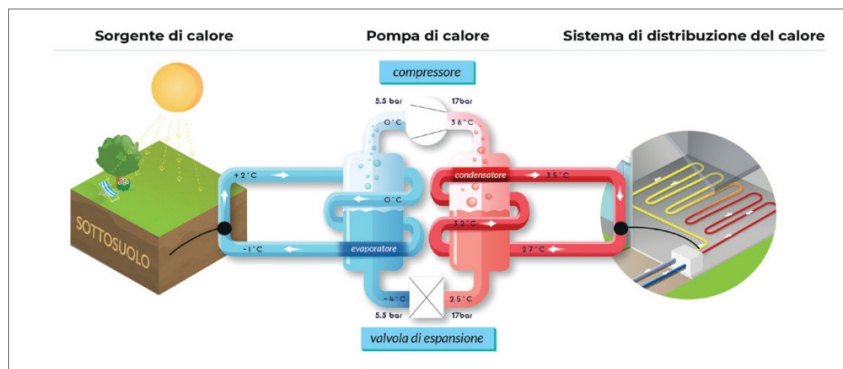 Sorgente di calore
Pompa di calore
Sistema di distribuzione del calore
compressore
5,5 bar
17bar
0°C
36°C
+2°C
condensatore
35°C
0°C
32°C
SOTTOSUOLO
-1°C
evaporatore
27°C
-4°C
25°C
5,5 bar
17bar
valvola di espansione